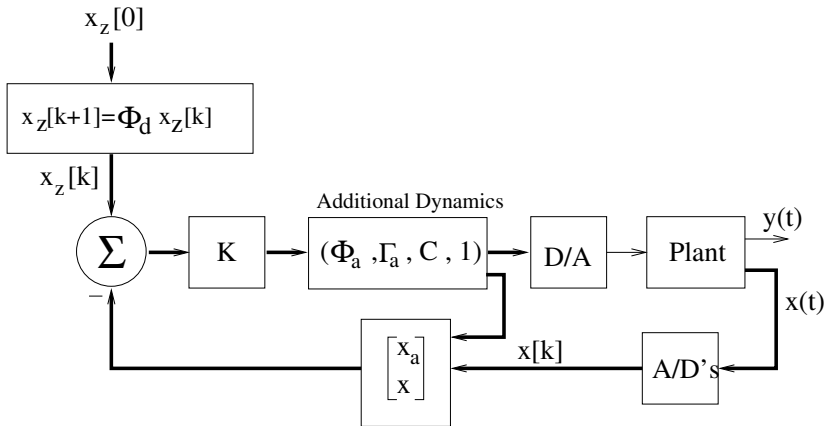 x_z[0]
x_z[k+1]=Φ_d x_z[k]
x_z[k]
Additional Dynamics
Σ
K
(Φ_a ,Γ_a , C , 1)
D/A
Plant
y(t)
x(t)
−
[x_a
x]
x[k]
A/D's